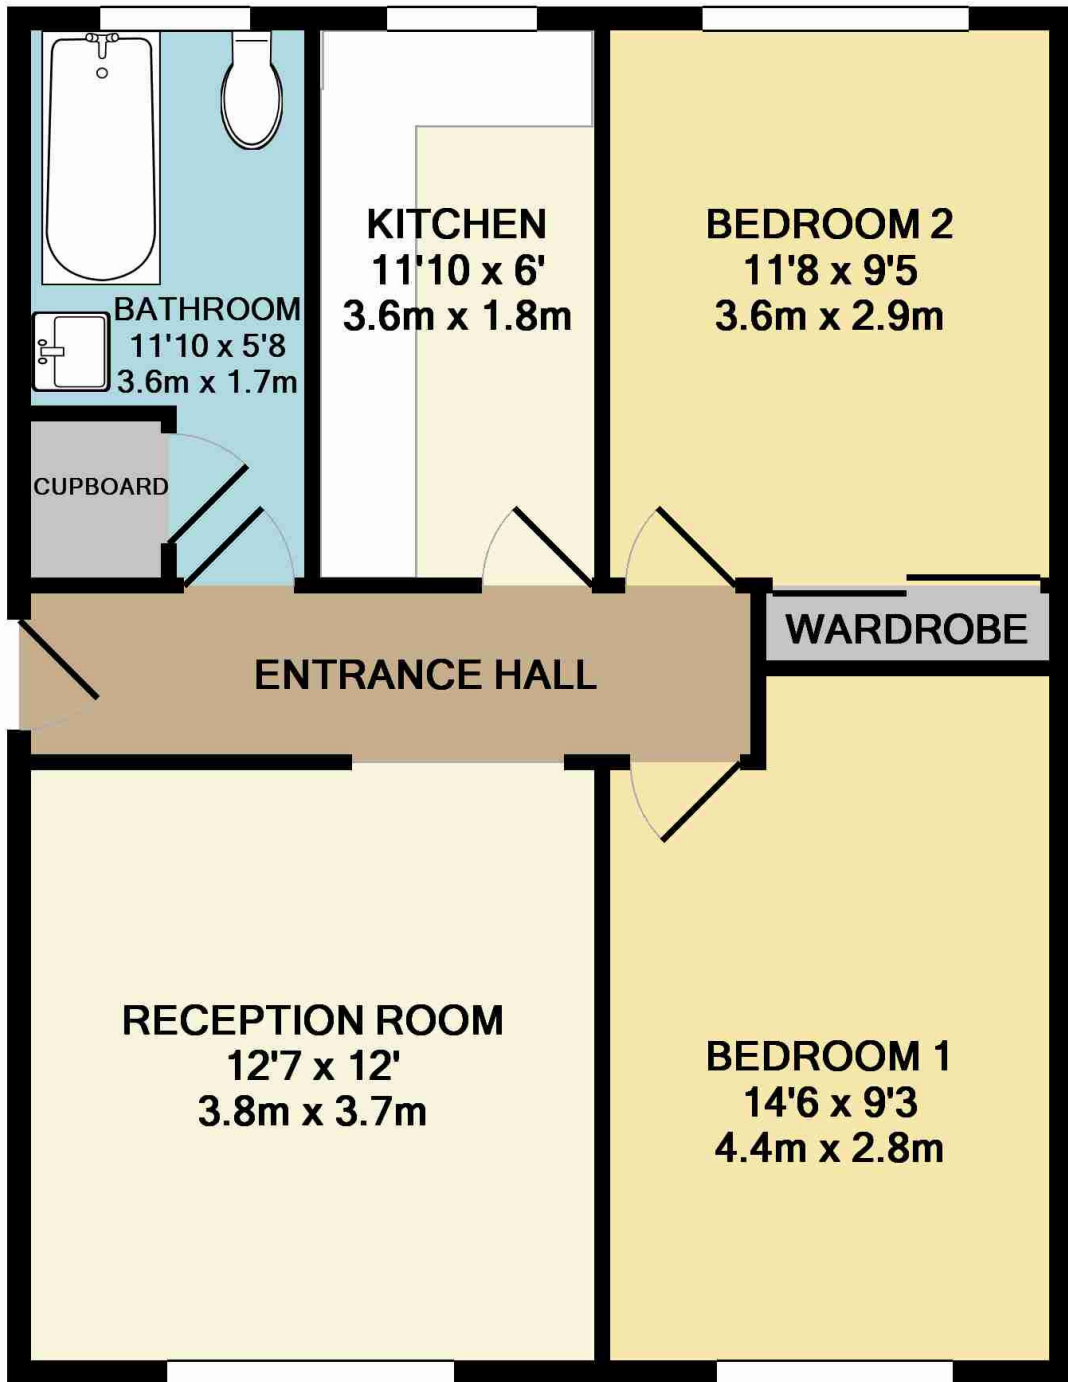 BATHROOM
11'10 x 5'8
3.6m x 1.7m
KITCHEN
11'10 x 6'
3.6m x 1.8m
BEDROOM 2
11'8 x 9'5
3.6m x 2.9m
CUPBOARD
WARDROBE
ENTRANCE HALL
RECEPTION ROOM
12'7 x 12'
3.8m x 3.7m
BEDROOM 1
14'6 x 9'3
4.4m x 2.8m